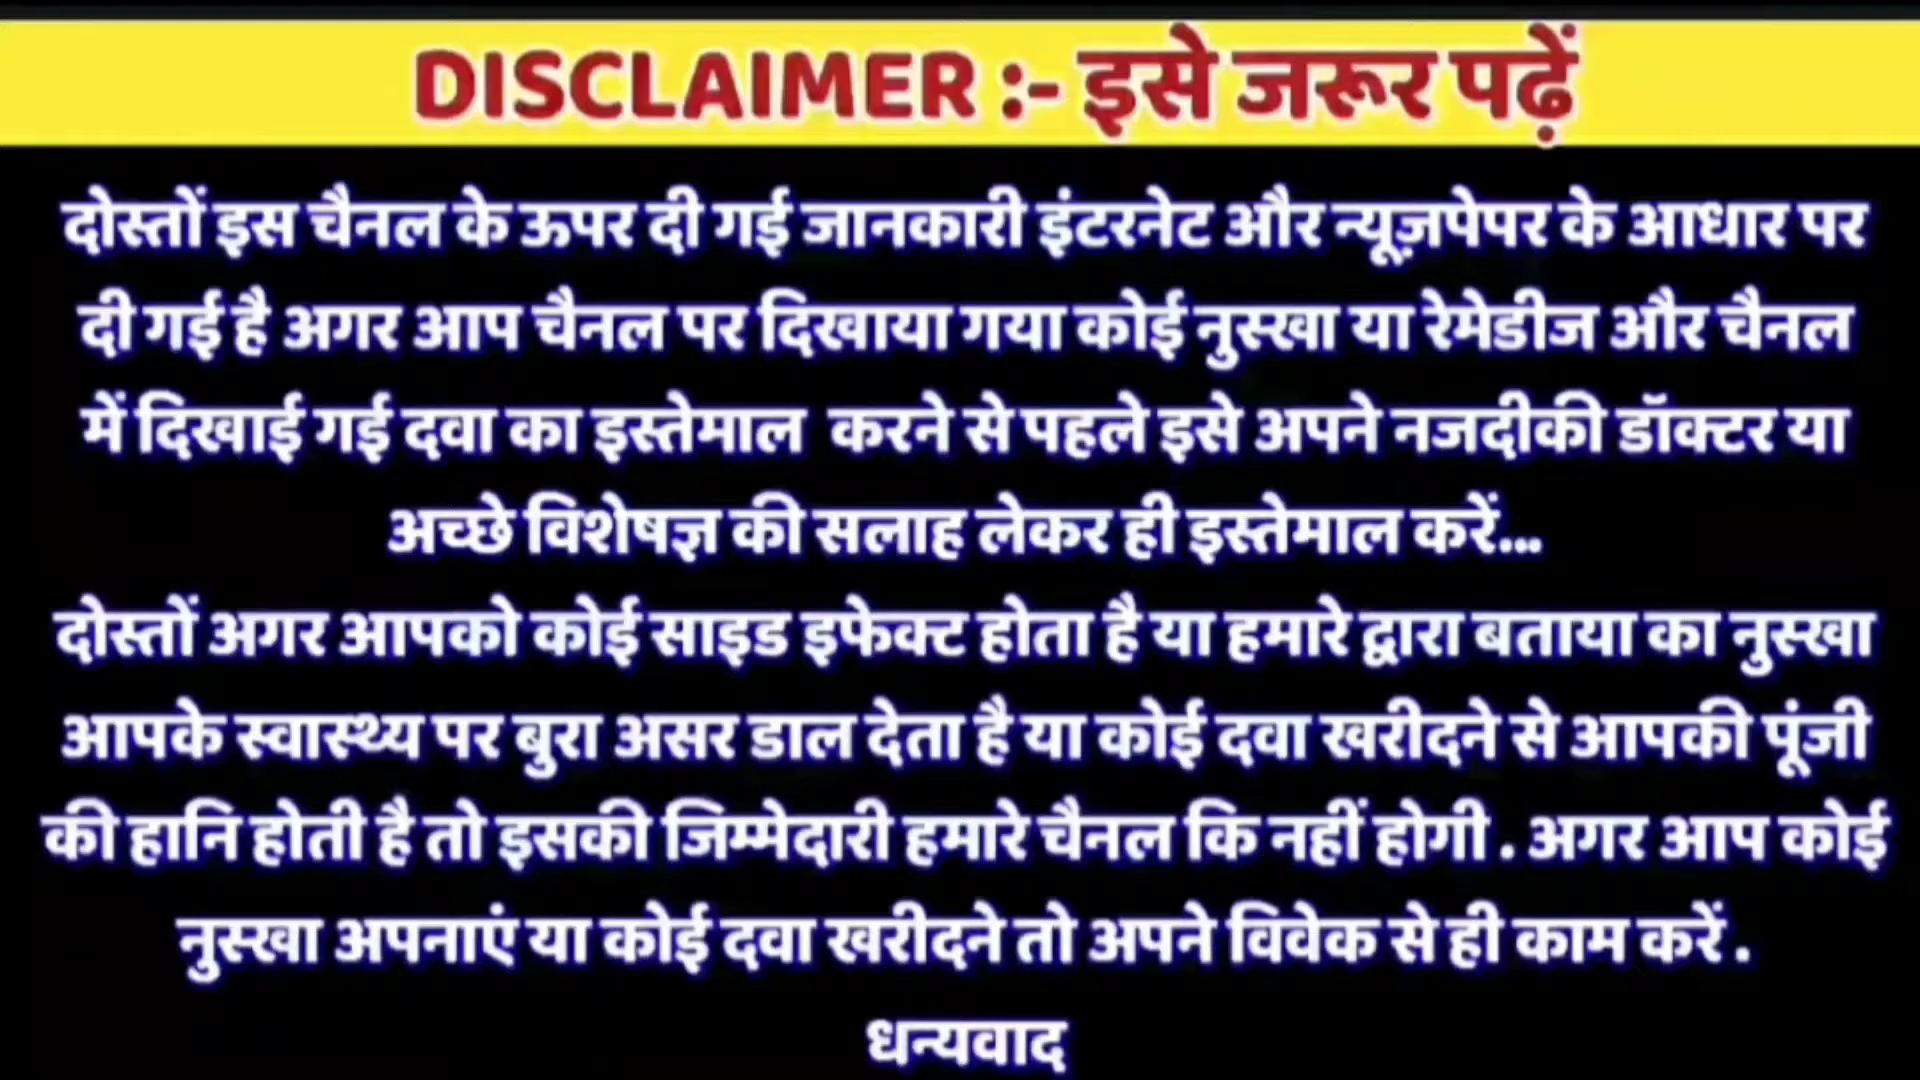 DISCLAIMER :- इसे जरूर पढ़ें
दोस्तों इस चैनल के ऊपर दी गई जानकारी इंटरनेट और न्यूज़पेपर के आधार पर
दी गई है अगर आप चैनल पर दिखाया गया कोई नुस्खा या रेमेडीज और चैनल
में दिखाई गई दवा का इस्तेमाल करने से पहले इसे अपने नजदीकी डॉक्टर या
अच्छे विशेषज्ञ की सलाह लेकर ही इस्तेमाल करें...
दोस्तों अगर आपको कोई साइड इफेक्ट होता है या हमारे द्वारा बताया का नुस्खा
आपके स्वास्थ्य पर बुरा असर डाल देता है या कोई दवा खरीदने से आपकी पूंजी
की हानि होती है तो इसकी जिम्मेदारी हमारे चैनल कि नहीं होगी . अगर आप कोई
नुस्खा अपनाएं या कोई दवा खरीदने तो अपने विवेक से ही काम करें .
धन्यवाद